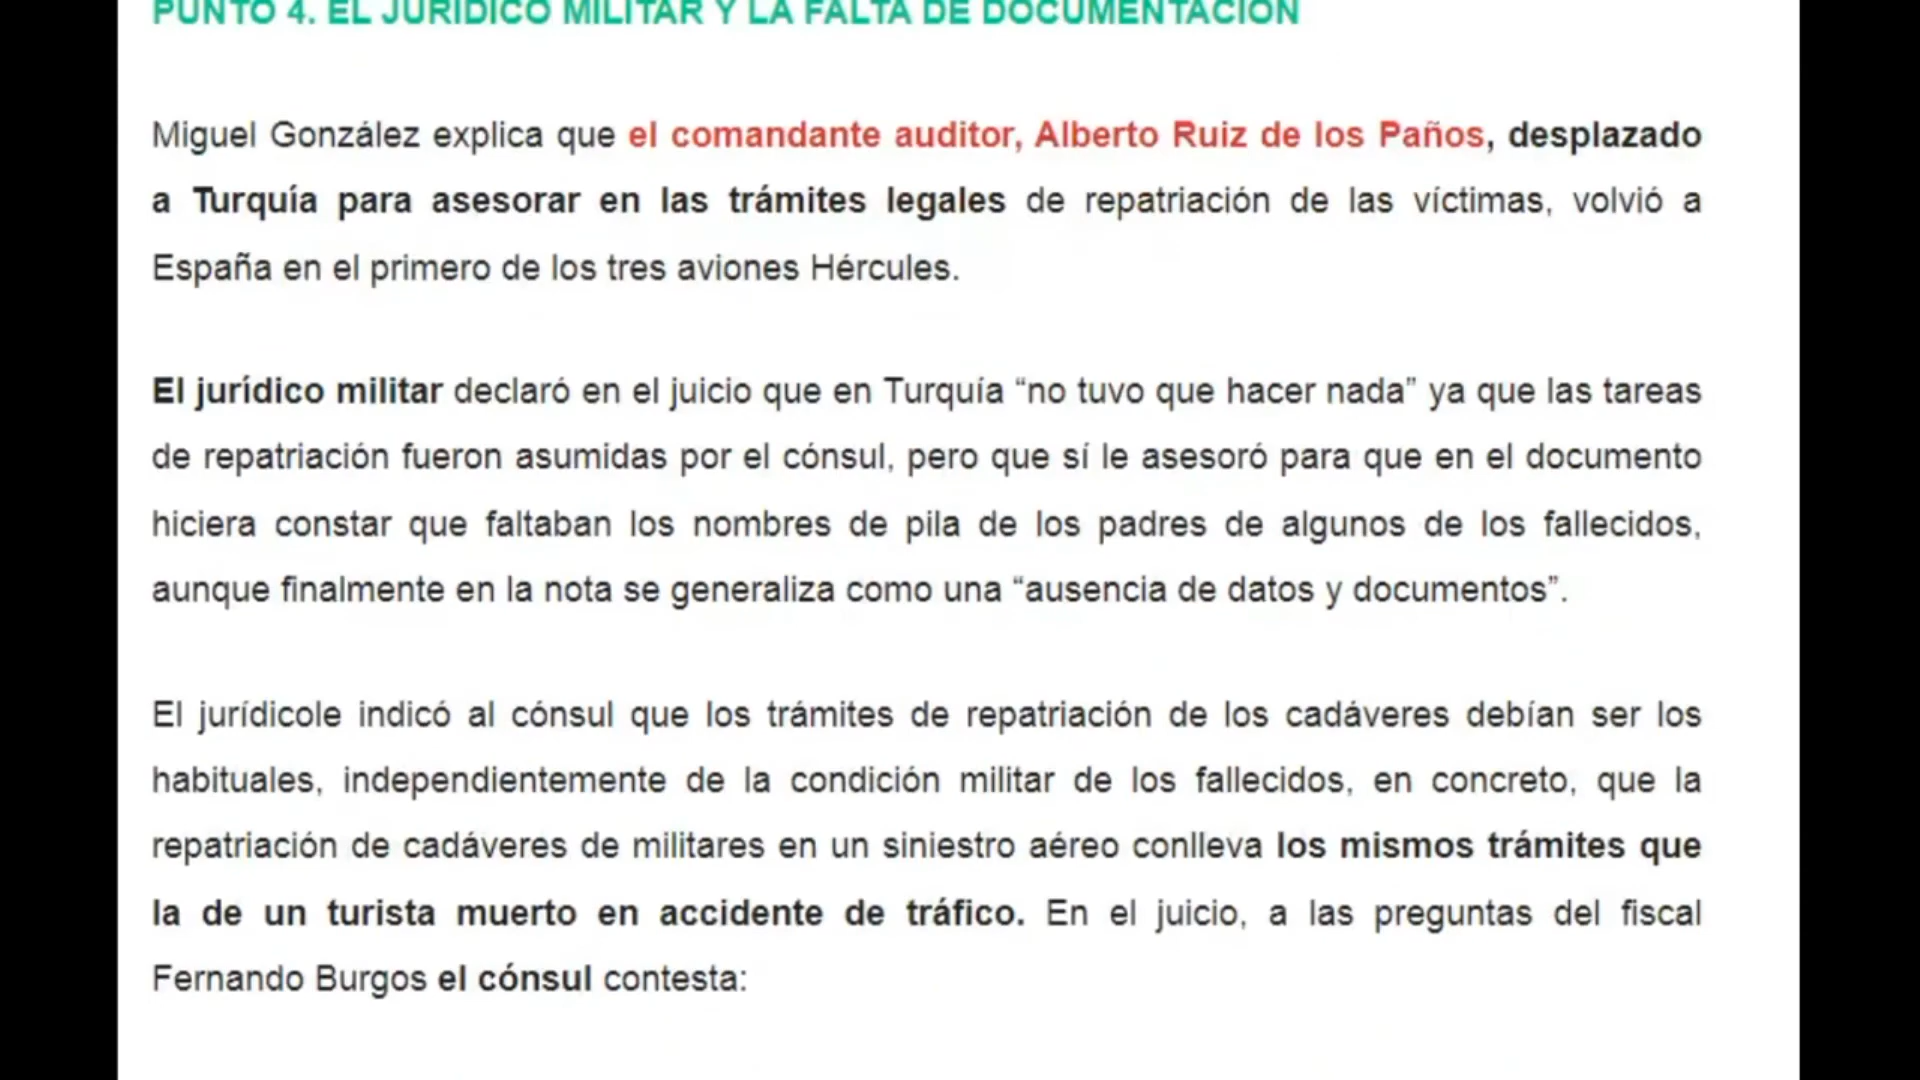 PUNTO 4. EL JURÍDICO MILITAR Y LA FALTA DE DOCUMENTACIÓN
Miguel González explica que el comandante auditor, Alberto Ruiz de los Paños, desplazado
a Turquía para asesorar en las trámites legales de repatriación de las víctimas, volvió a
España en el primero de los tres aviones Hércules.
El jurídico militar declaró en el juicio que en Turquía “no tuvo que hacer nada” ya que las tareas
de repatriación fueron asumidas por el cónsul, pero que sí le asesoró para que en el documento
hiciera constar que faltaban los nombres de pila de los padres de algunos de los fallecidos,
aunque finalmente en la nota se generaliza como una “ausencia de datos y documentos”.
El jurídicole indicó al cónsul que los trámites de repatriación de los cadáveres debían ser los
habituales, independientemente de la condición militar de los fallecidos, en concreto, que la
repatriación de cadáveres de militares en un siniestro aéreo conlleva los mismos trámites que
la de un turista muerto en accidente de tráfico. En el juicio, a las preguntas del fiscal
Fernando Burgos el cónsul contesta: